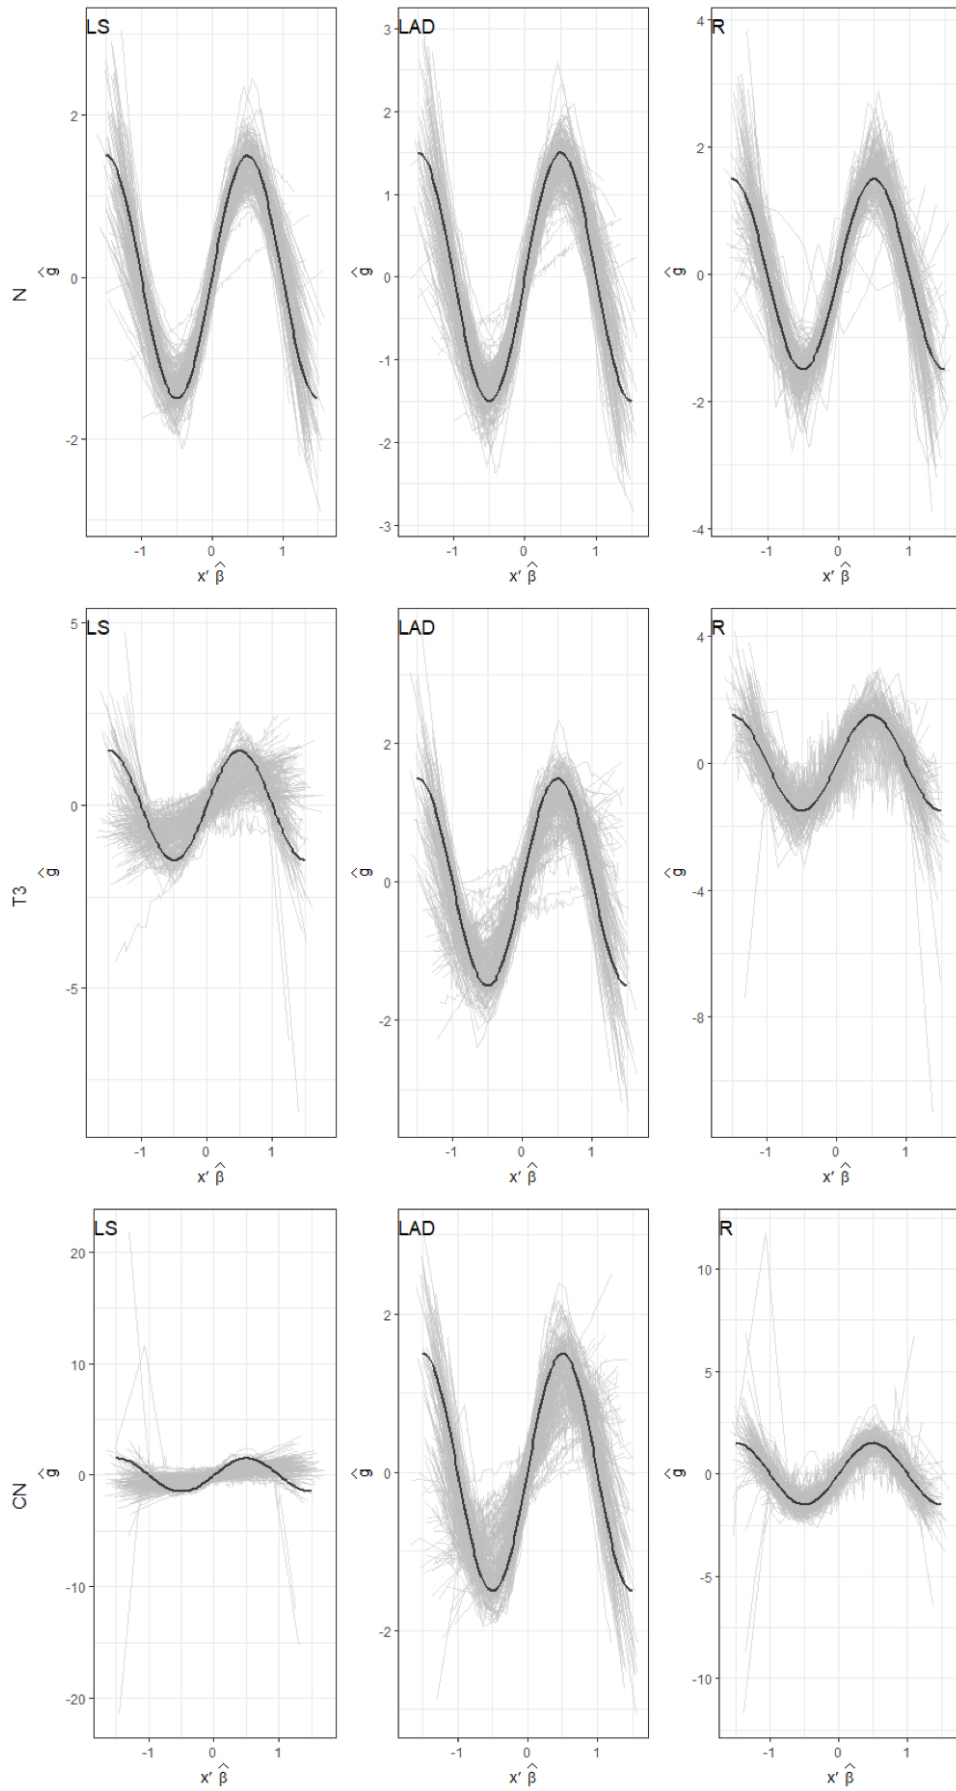 LS LAD R
N
ĝ ĝ ĝ
2 0 -2
3 2 1 0 -1 -2 -3
4 2 0 -2 -4
-1 0 1 -1 0 1 -1 0 1
x′ β̂ x′ β̂ x′ β̂
LS LAD R
T3
ĝ ĝ ĝ
5 0 -5
2 0 -2
4 0 -4 -8
-1 0 1 -1 0 1 -1 0 1
x′ β̂ x′ β̂ x′ β̂
LS LAD R
CN
ĝ ĝ ĝ
20 10 0 -10 -20
2 0 -2
10 5 0 -5 -10
-1 0 1 -1 0 1 -1 0 1
x′ β̂ x′ β̂ x′ β̂